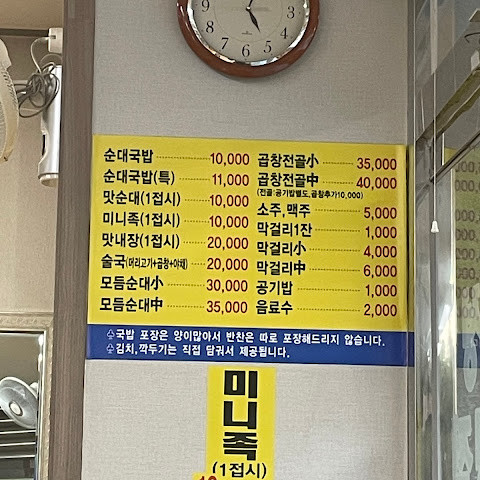 순대국밥 10,000
순대국밥(특) 11,000
맛순대(1접시) 10,000
미니족(1접시) 10,000
맛내장(1접시) 20,000
술국(머리고기+곱창+야채) 20,000
모듬순대小 30,000
모듬순대中 35,000
곱창전골小 35,000
곱창전골中 40,000
(전골:공기밥별도,곱창추가10,000)
소주,맥주 5,000
막걸리1잔 1,000
막걸리小 4,000
막걸리中 6,000
공기밥 1,000
음료수 2,000
♧국밥 포장은 양이많아서 반찬은 따로 포장해드리지 않습니다.
♧김치,깍두기는 직접 담궈서 제공됩니다.
미니족
(1접시)